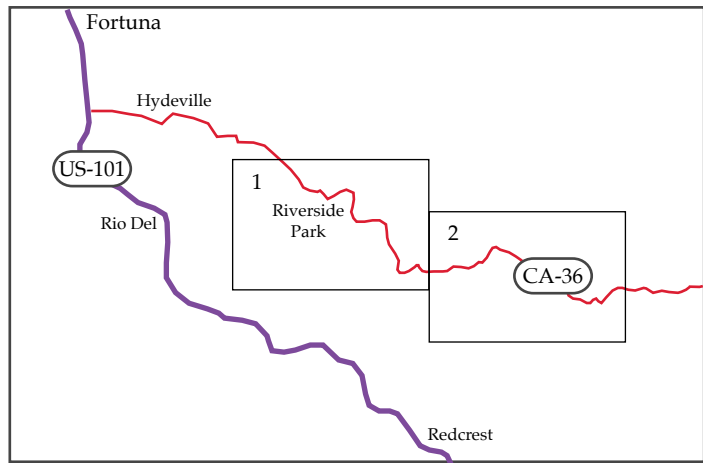 Fortuna
Hydeville
US-101
1
Rio Del
Riverside
Park
2
CA-36
Redcrest